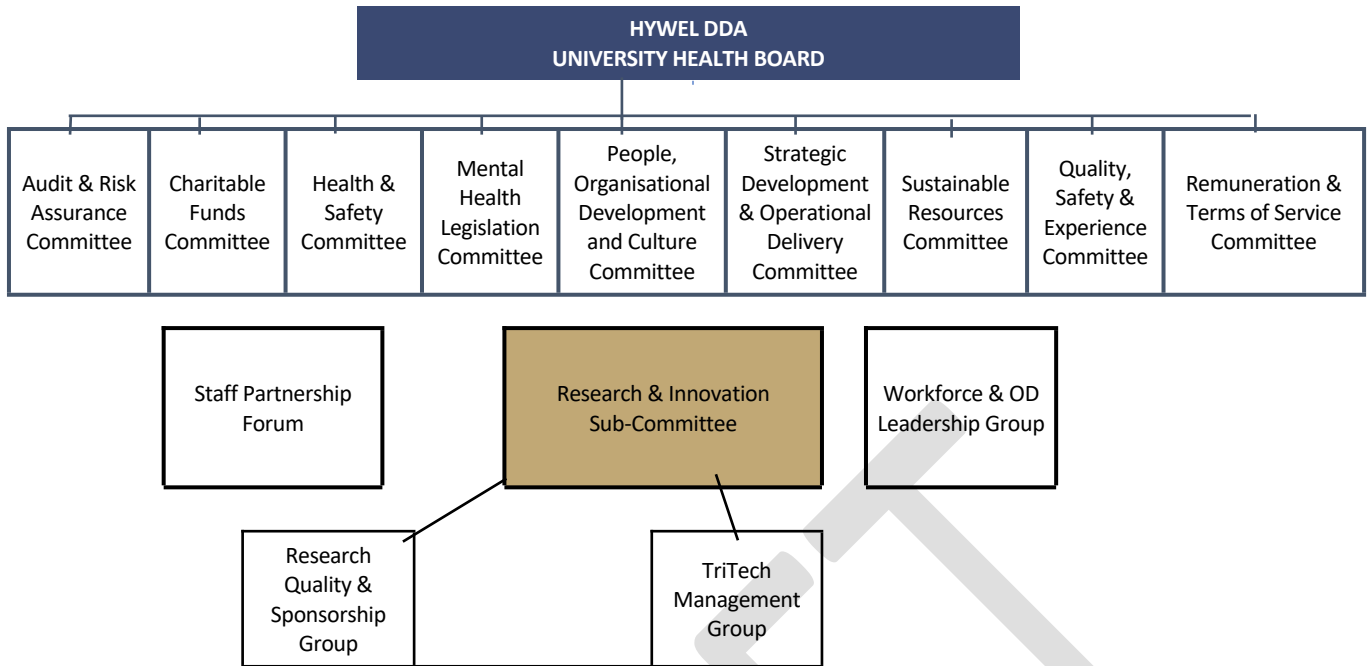 HYWEL DDA
UNIVERSITY HEALTH BOARD
Audit & Risk
Assurance
Committee
Charitable
Funds
Committee
Health &
Safety
Committee
Mental
Health
Legislation
Committee
People,
Organisational
Development
and Culture
Committee
Strategic
Development
& Operational
Delivery
Committee
Sustainable
Resources
Committee
Quality,
Safety &
Experience
Committee
Remuneration &
Terms of Service
Committee
Staff Partnership
Forum
Research & Innovation
Sub-Committee
Workforce & OD
Leadership Group
Research
Quality &
Sponsorship
Group
TriTech
Management
Group